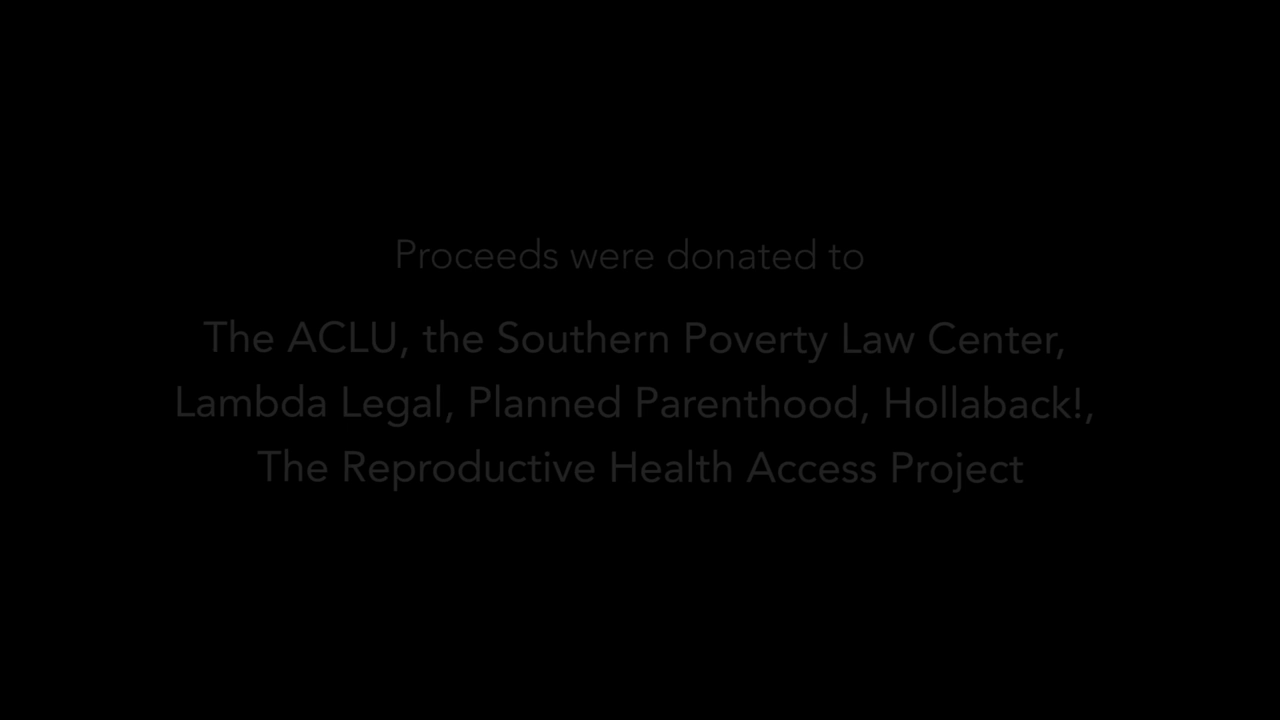 Proceeds were donated to
The ACLU, the Southern Poverty Law Center,
Lambda Legal, Planned Parenthood, Hollaback!,
The Reproductive Health Access Project